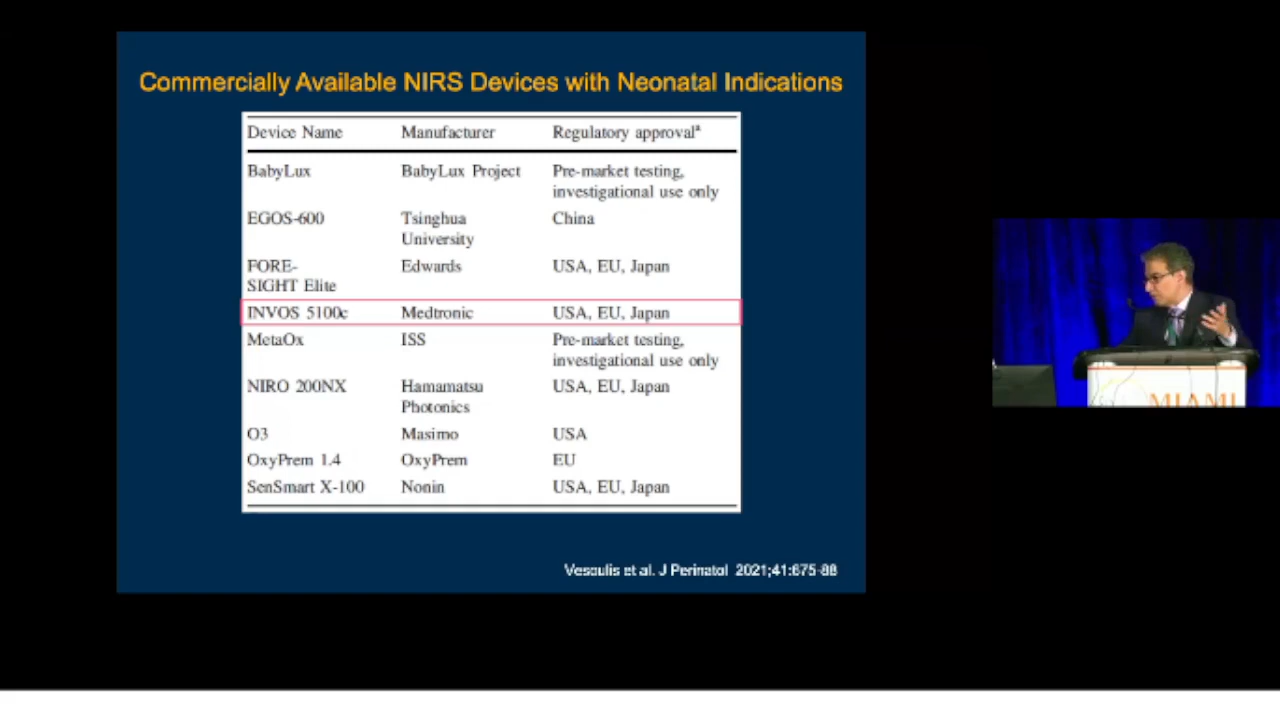 Commercially Available NIRS Devices with Neonatal Indications
Device Name Manufacturer Regulatory approvalª
BabyLux BabyLux Project Pre-market testing,
investigational use only
EGOS-600 Tsinghua China
University
FORE- Edwards USA, EU, Japan
SIGHT Elite
INVOS 5100c Medtronic USA, EU, Japan
MetaOx ISS Pre-market testing,
investigational use only
NIRO 200NX Hamamatsu USA, EU, Japan
Photonics
O3 Masimo USA
OxyPrem 1.4 OxyPrem EU
SenSmart X-100 Nonin USA, EU, Japan
Vesoulis et al. J Perinatol 2021;41:675-88
MIAMI